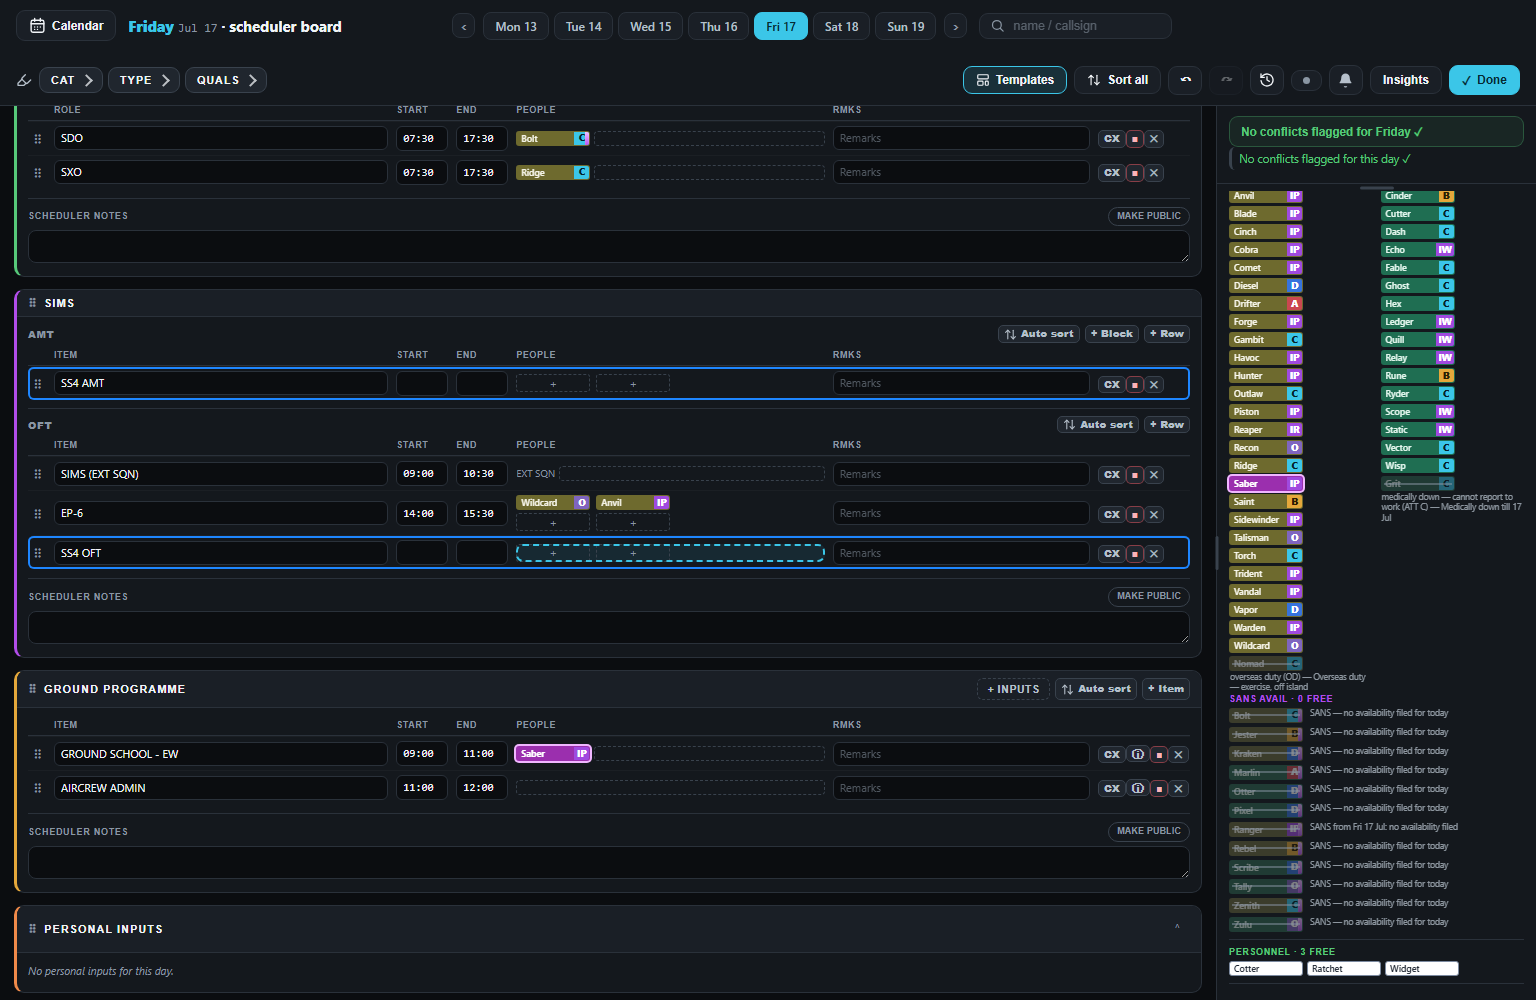 Calendar
Friday Jul 17 · scheduler board
‹ Mon 13 Tue 14 Wed 15 Thu 16 Fri 17 Sat 18 Sun 19 ›
name / callsign
CAT TYPE QUALS
Templates Sort all Insights ✓ Done
ROLE START END PEOPLE RMKS
SDO 07:30 17:30 Bolt C Remarks CX
SXO 07:30 17:30 Ridge C Remarks CX
SCHEDULER NOTES MAKE PUBLIC
SIMS
AMT Auto sort + Block + Row
ITEM START END PEOPLE RMKS
SS4 AMT + + Remarks CX
OFT Auto sort + Row
ITEM START END PEOPLE RMKS
SIMS (EXT SQN) 09:00 10:30 EXT SQN Remarks CX
EP-6 14:00 15:30 Wildcard O Anvil IP + + Remarks CX
SS4 OFT + + Remarks CX
SCHEDULER NOTES MAKE PUBLIC
GROUND PROGRAMME + INPUTS Auto sort + Item
ITEM START END PEOPLE RMKS
GROUND SCHOOL - EW 09:00 11:00 Saber IP Remarks CX
AIRCREW ADMIN 11:00 12:00 Remarks CX
SCHEDULER NOTES MAKE PUBLIC
PERSONAL INPUTS
No personal inputs for this day.
No conflicts flagged for Friday ✓
No conflicts flagged for this day ✓
Anvil IP
Blade IP
Cinch IP
Cobra IP
Comet IP
Diesel D
Drifter A
Forge IP
Gambit C
Havoc IP
Hunter IP
Outlaw C
Piston IP
Reaper IR
Recon O
Ridge C
Saber IP
Saint B
Sidewinder IP
Talisman O
Torch C
Trident IP
Vandal IP
Vapor D
Warden IP
Wildcard O
Nomad C
overseas duty (OD) — Overseas duty
— exercise, off island
Cinder B
Cutter C
Dash C
Echo IW
Fable C
Ghost C
Hex C
Ledger IW
Quill IW
Relay IW
Rune B
Ryder C
Scope IW
Static IW
Vector C
Wisp C
Grit C
medically down — cannot report to
work (ATT C) — Medically down till 17
Jul
SANS AVAIL · 0 FREE
Bolt C SANS — no availability filed for today
Jester B SANS — no availability filed for today
Kraken D SANS — no availability filed for today
Marlin A SANS — no availability filed for today
Otter D SANS — no availability filed for today
Pixel D SANS — no availability filed for today
Ranger IP SANS from Fri 17 Jul: no availability filed
Rebel B SANS — no availability filed for today
Scribe D SANS — no availability filed for today
Tally O SANS — no availability filed for today
Zenith C SANS — no availability filed for today
Zulu O SANS — no availability filed for today
PERSONNEL · 3 FREE
Cotter Ratchet Widget